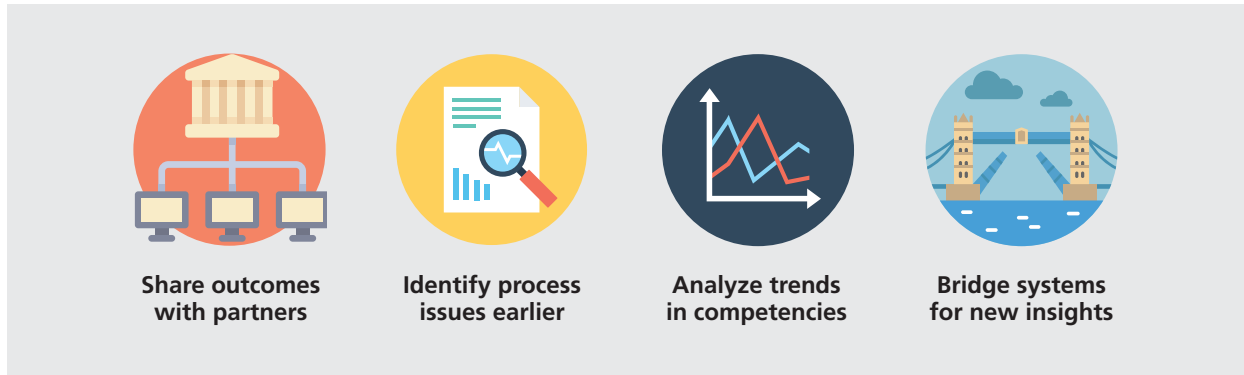 Share outcomes
with partners
Identify process
issues earlier
Analyze trends
in competencies
Bridge systems
for new insights